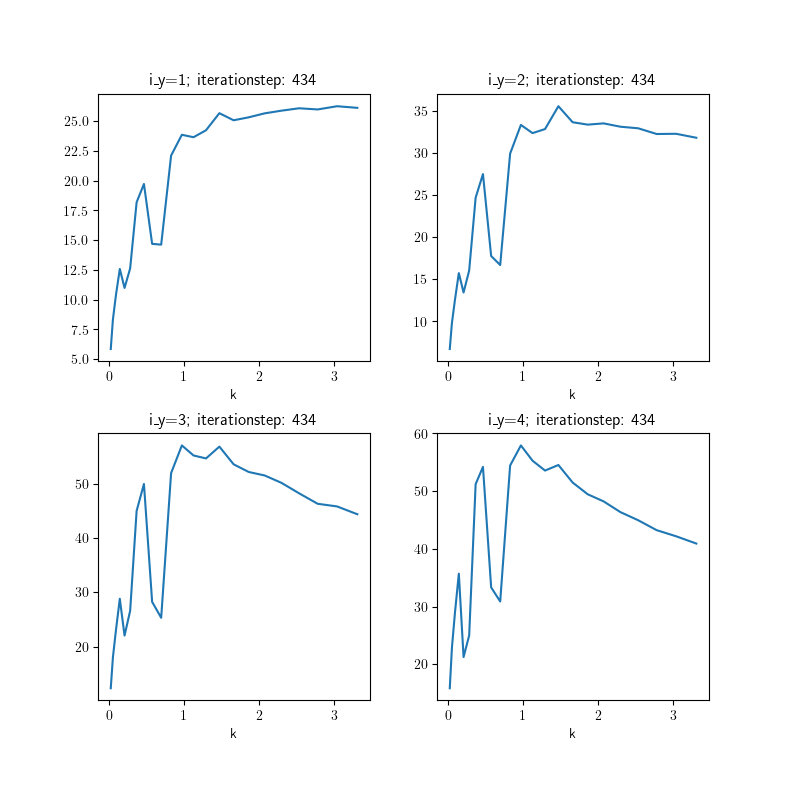 i_y=1; iterationstep: 434
25.0
22.5
20.0
17.5
15.0
12.5
10.0
7.5
5.0
0 1 2 3
k
i_y=2; iterationstep: 434
35
30
25
20
15
10
0 1 2 3
k
i_y=3; iterationstep: 434
50
40
30
20
0 1 2 3
k
i_y=4; iterationstep: 434
60
50
40
30
20
0 1 2 3
k